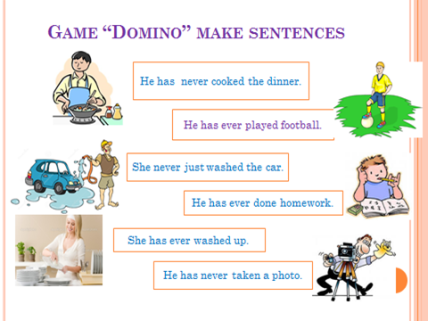 GAME “DOMINO” MAKE SENTENCES
He has never cooked the dinner.
He has ever played football.
She never just washed the car.
He has ever done homework.
She has ever washed up.
He has never taken a photo.